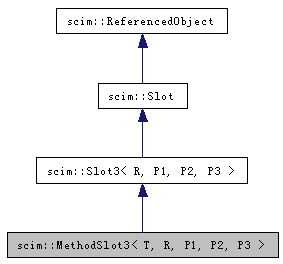 scim::ReferencedObject
scim::Slot
scim::Slot3< R, P1, P2, P3 >
scim::MethodSlot3< T, R, P1, P2, P3 >